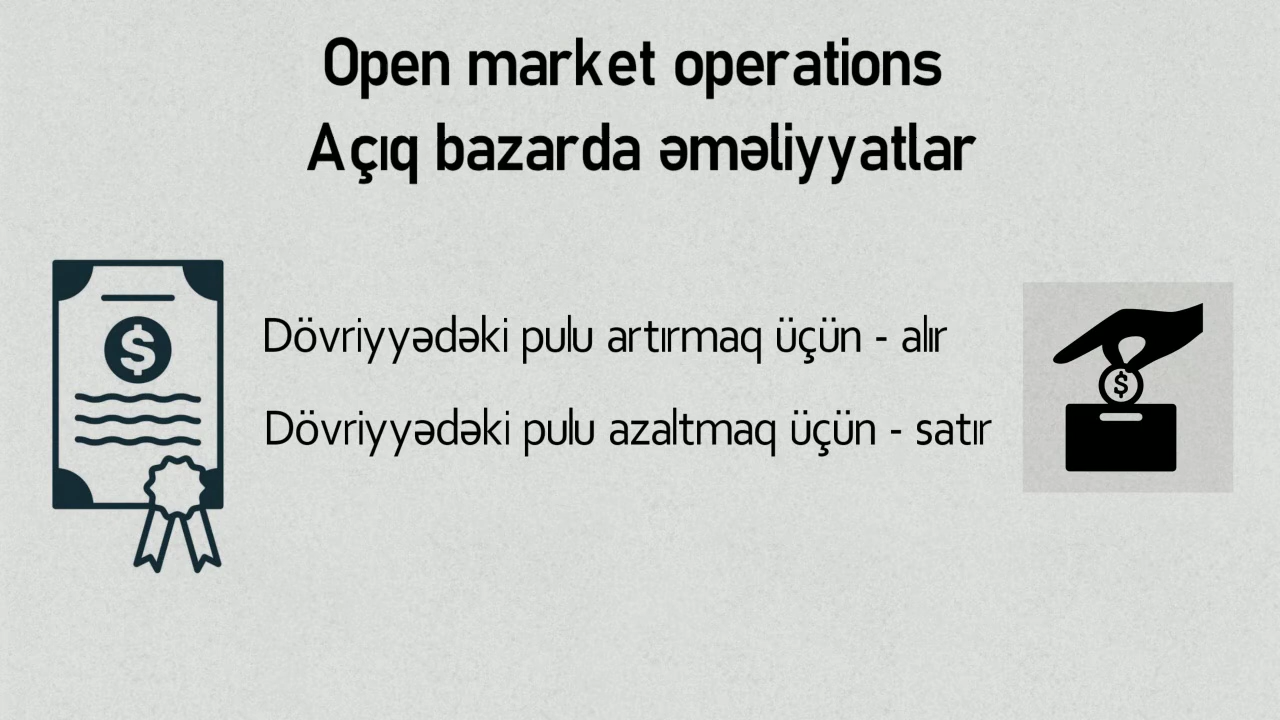 Open market operations
Açıq bazarda əməliyyatlar
Dövriyyədəki pulu artırmaq üçün - alır
Dövriyyədəki pulu azaltmaq üçün - satır
$
$